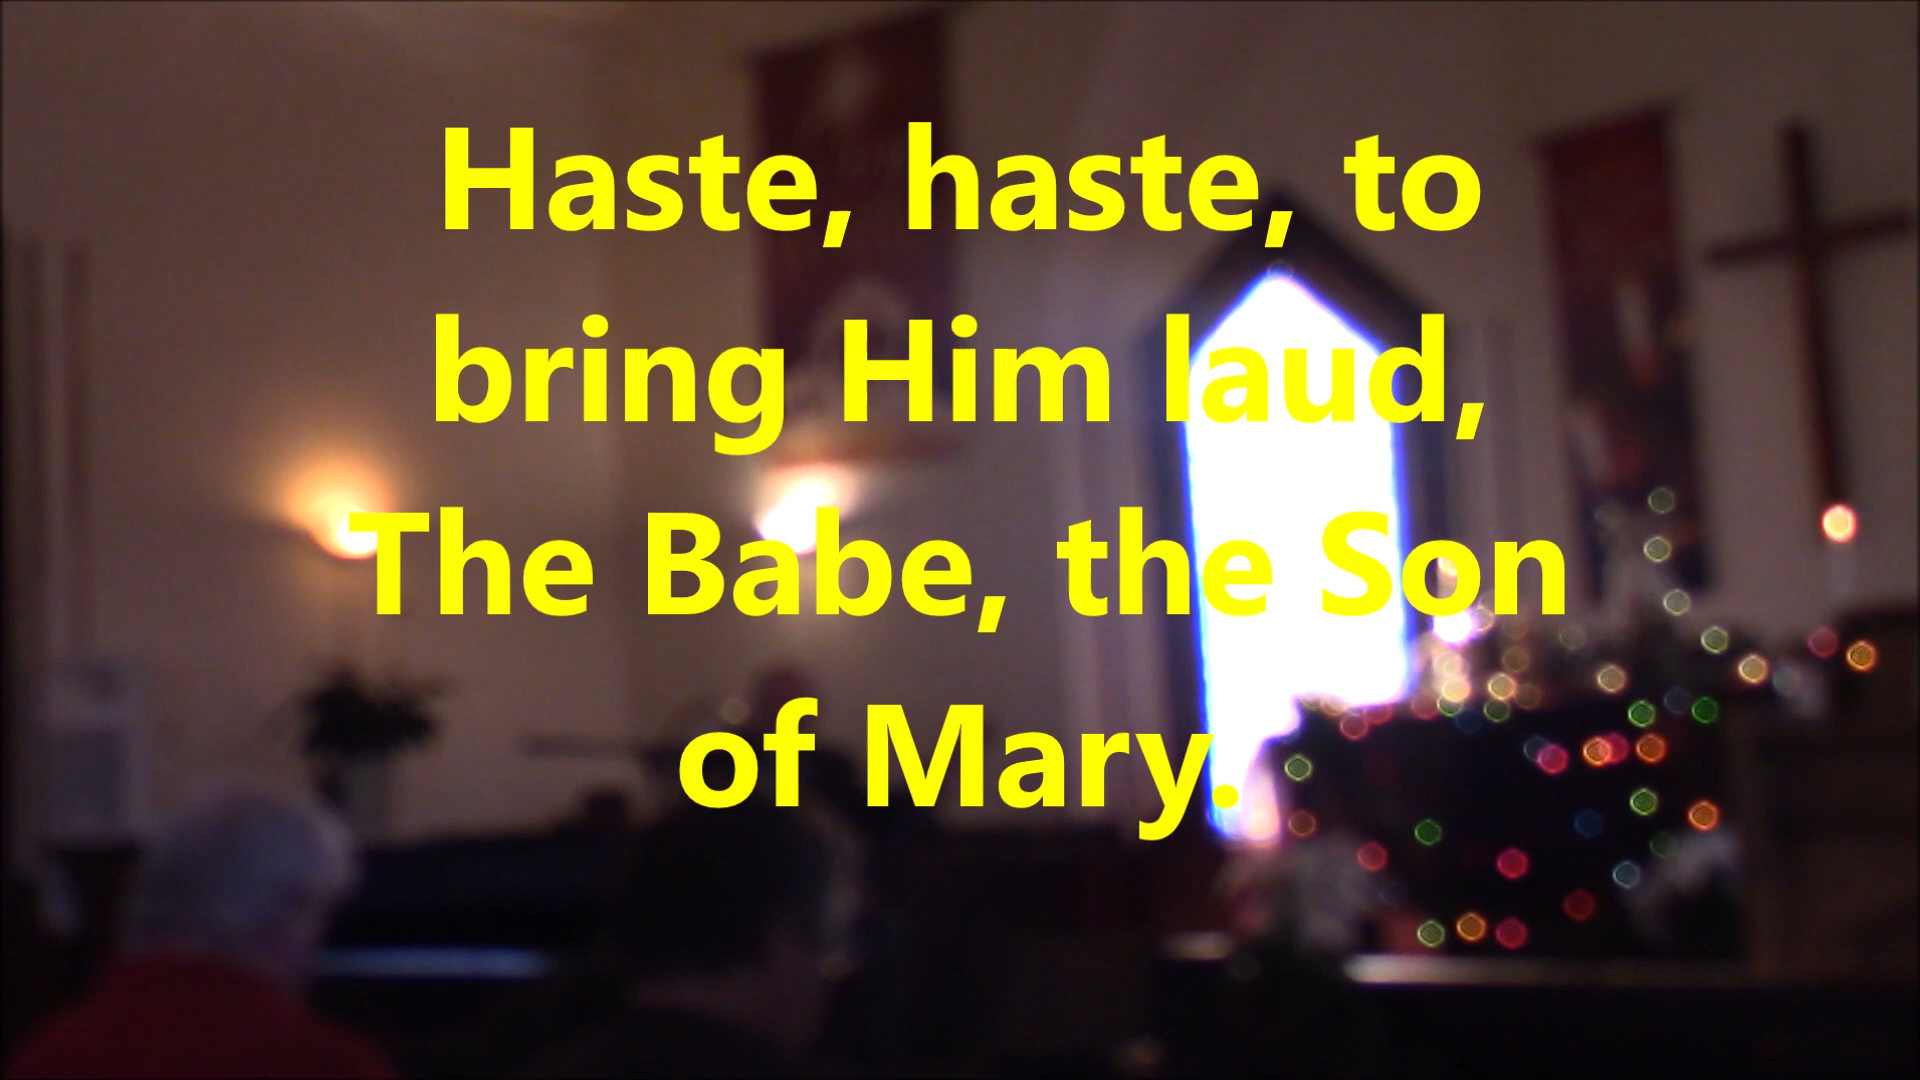 Haste, haste, to
bring Him laud,
The Babe, the Son
of Mary.